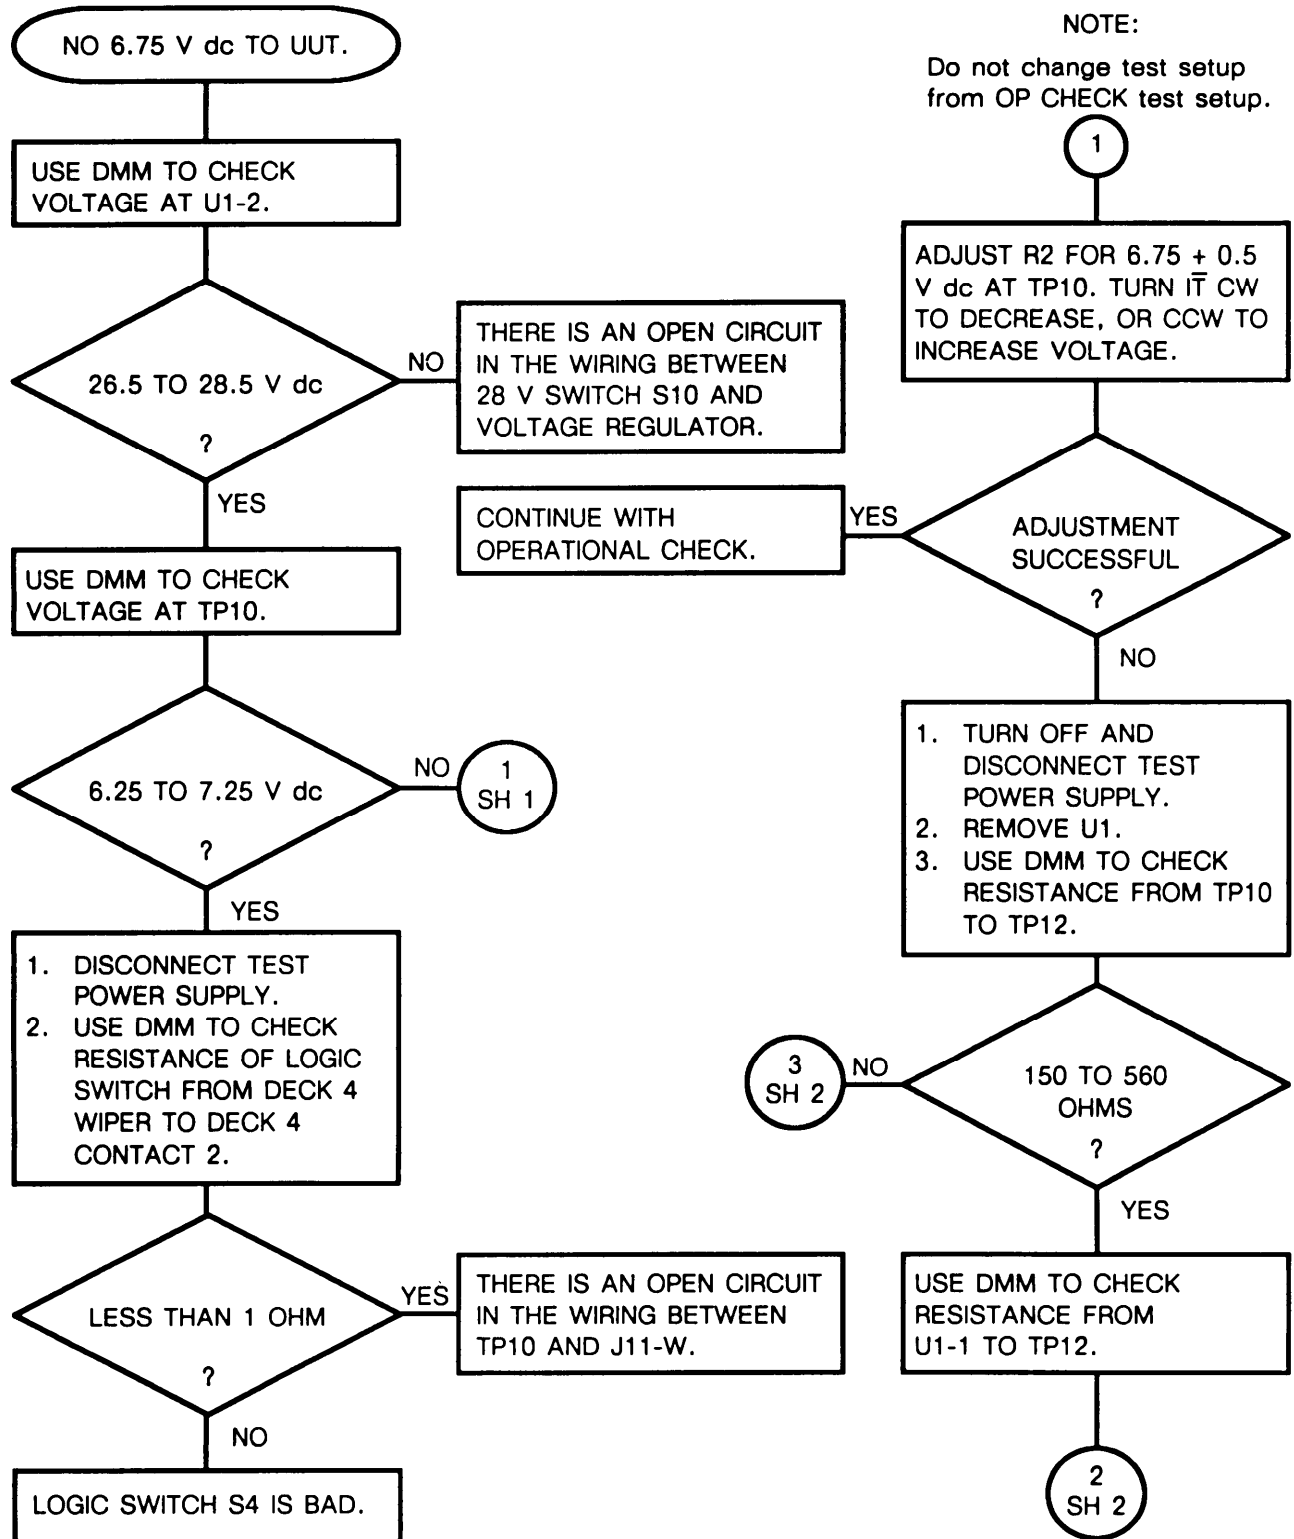 NO 6.75 V dc TO UUT.
USE DMM TO CHECK
VOLTAGE AT U1-2.
26.5 TO 28.5 V dc
?
NO
THERE IS AN OPEN CIRCUIT
IN THE WIRING BETWEEN
28 V SWITCH S10 AND
VOLTAGE REGULATOR.
YES
USE DMM TO CHECK
VOLTAGE AT TP10.
6.25 TO 7.25 V dc
?
NO
1
SH 1
YES
1. DISCONNECT TEST
POWER SUPPLY.
2. USE DMM TO CHECK
RESISTANCE OF LOGIC
SWITCH FROM DECK 4
WIPER TO DECK 4
CONTACT 2.
LESS THAN 1 OHM
?
YES
THERE IS AN OPEN CIRCUIT
IN THE WIRING BETWEEN
TP10 AND J11-W.
NO
LOGIC SWITCH S4 IS BAD.
NOTE:
Do not change test setup
from OP CHECK test setup.
1
ADJUST R2 FOR 6.75 ± 0.5
V dc AT TP10. TURN IT CW
TO DECREASE, OR CCW TO
INCREASE VOLTAGE.
ADJUSTMENT
SUCCESSFUL
?
YES
CONTINUE WITH
OPERATIONAL CHECK.
NO
1. TURN OFF AND
DISCONNECT TEST
POWER SUPPLY.
2. REMOVE U1.
3. USE DMM TO CHECK
RESISTANCE FROM TP10
TO TP12.
150 TO 560
OHMS
?
NO
3
SH 2
YES
USE DMM TO CHECK
RESISTANCE FROM
U1-1 TO TP12.
2
SH 2